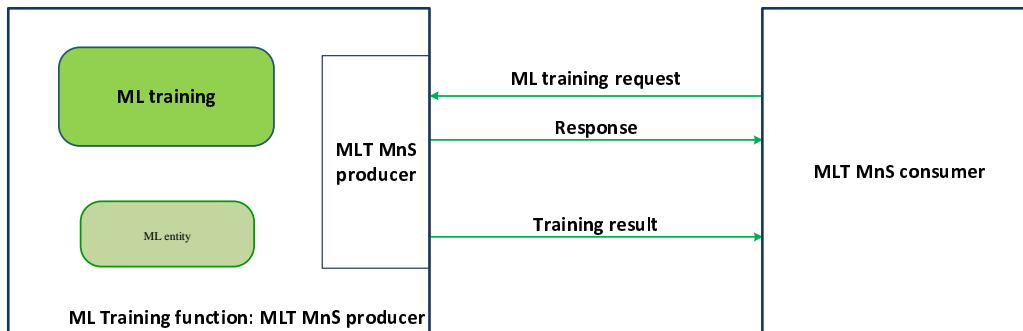 ML training
ML entity
MLT MnS
producer
ML Training function: MLT MnS producer
ML training request
Response
Training result
MLT MnS consumer